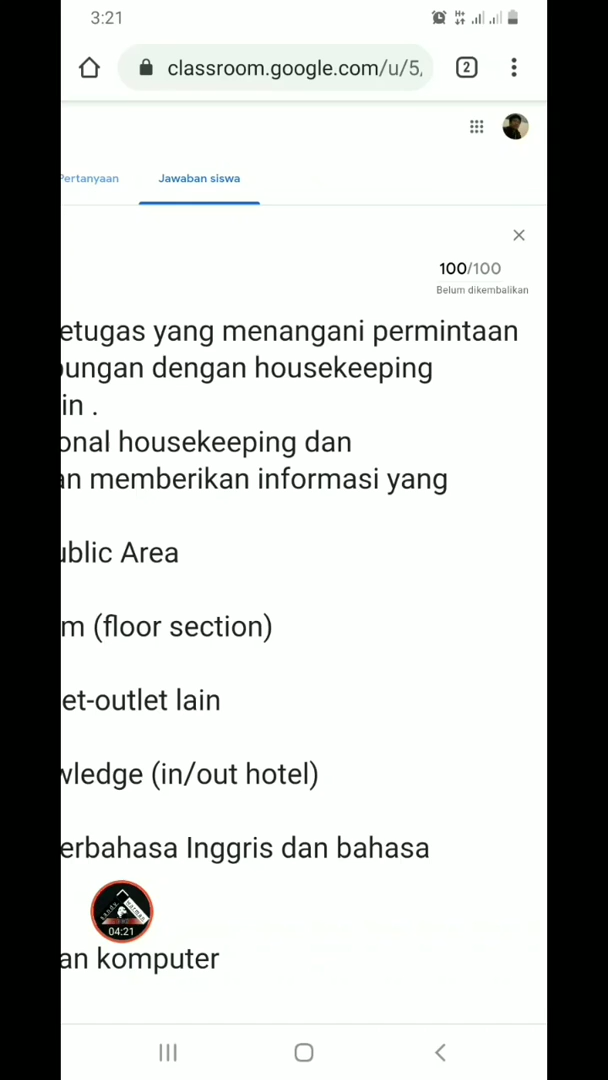 3:21
classroom.google.com/u/5,
2
Pertanyaan
Jawaban siswa
100/100
Belum dikembalikan
etugas yang menangani permintaan
ungan dengan housekeeping
in .
onal housekeeping dan
an memberikan informasi yang
ublic Area
m (floor section)
et-outlet lain
wledge (in/out hotel)
erbahasa Inggris dan bahasa
04:21
an komputer